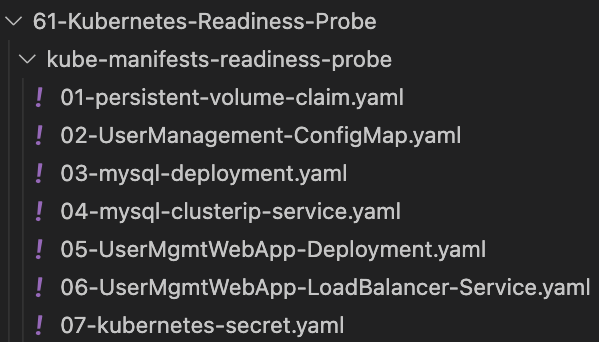 61-Kubernetes-Readiness-Probe
kube-manifests-readiness-probe
! 01-persistent-volume-claim.yaml
! 02-UserManagement-ConfigMap.yaml
! 03-mysql-deployment.yaml
! 04-mysql-clusterip-service.yaml
! 05-UserMgmtWebApp-Deployment.yaml
! 06-UserMgmtWebApp-LoadBalancer-Service.yaml
! 07-kubernetes-secret.yaml